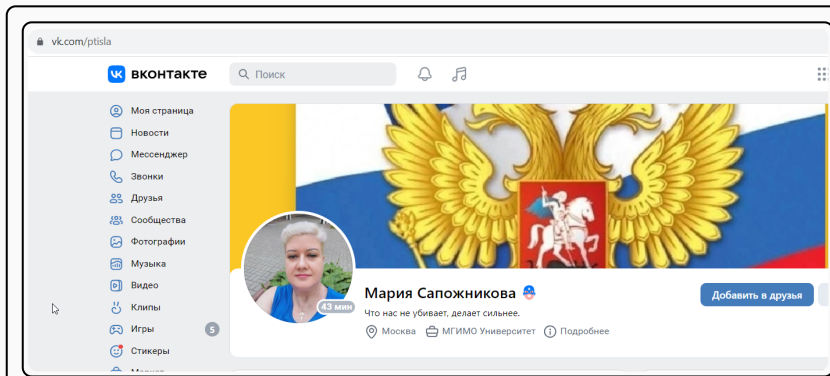 vk.com/ptisla
вконтакте
Поиск
Моя страница
Новости
Мессенджер
Звонки
Друзья
Сообщества
Фотографии
Музыка
Видео
Клипы
Игры 5
Стикеры
43 мин
Мария Сапожникова
Добавить в друзья
Что нас не убивает, делает сильнее.
Москва МГИМО Университет Подробнее